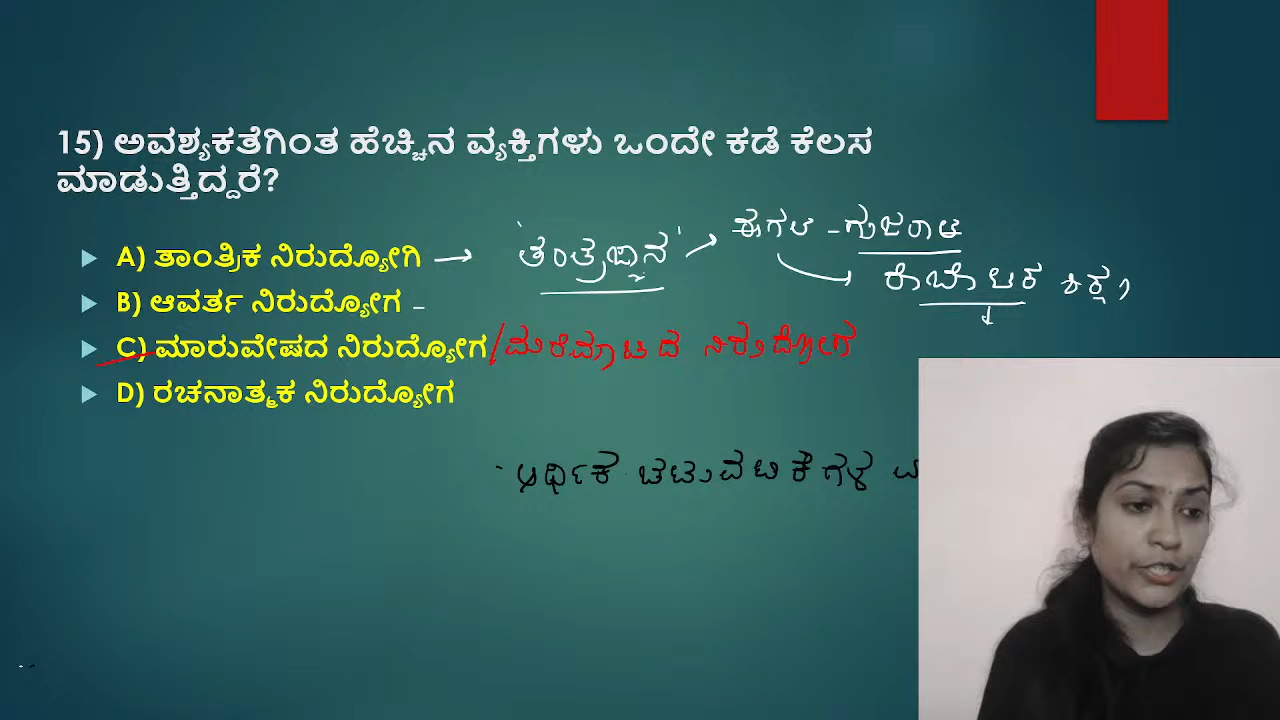 15) ಅವಶ್ಯಕತೆಗಿಂತ ಹೆಚ್ಚಿನ ವ್ಯಕ್ತಿಗಳು ಒಂದೇ ಕಡೆ ಕೆಲಸ
ಮಾಡುತ್ತಿದ್ದರೆ?
A) ತಾಂತ್ರಿಕ ನಿರುದ್ಯೋಗಿ → 'ತಂತ್ರಜ್ಞಾನ'
B) ಆವರ್ತ ನಿರುದ್ಯೋಗ –
C) ಮಾರುವೇಷದ ನಿರುದ್ಯೋಗ / ಮರೆಮಾಚಿದ ನಿರುದ್ಯೋಗ
D) ರಚನಾತ್ಮಕ ನಿರುದ್ಯೋಗ
ಆರ್ಥಿಕ ಚಟುವಟಿಕೆಗಳ